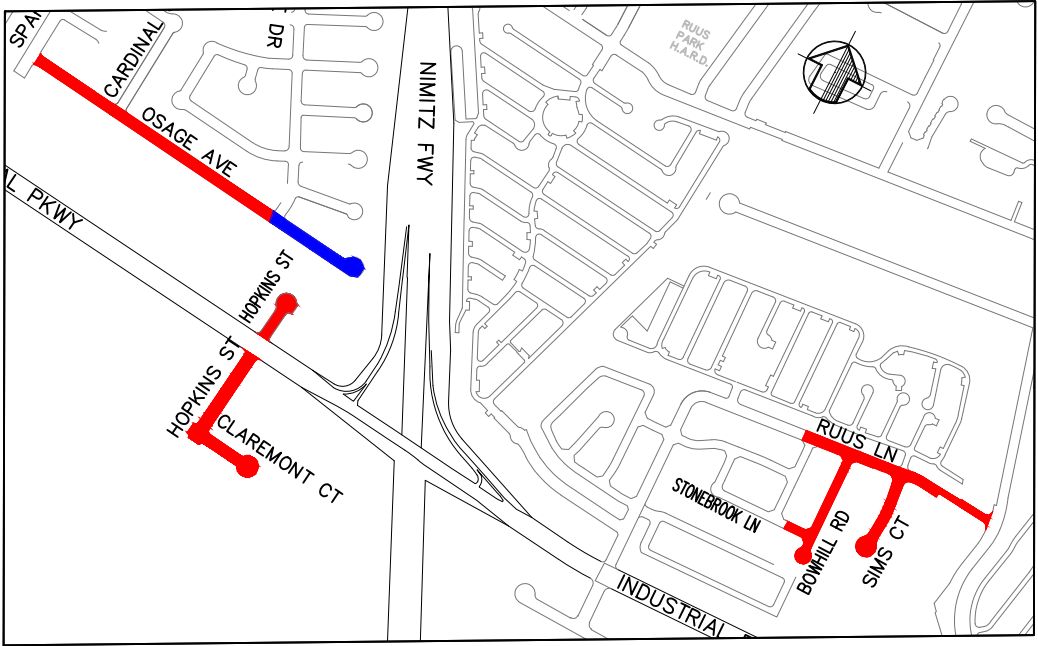 CARDINAL
DR
RUUS
PARK
H.A.R.D.
NIMITZ FWY
OSAGE AVE
PKWY
HOPKINS ST
HOPKINS ST
CLAREMONT CT
RUUS LN
STONEBROOK LN
BOWHILL RD
SIMS CT
INDUSTRIAL